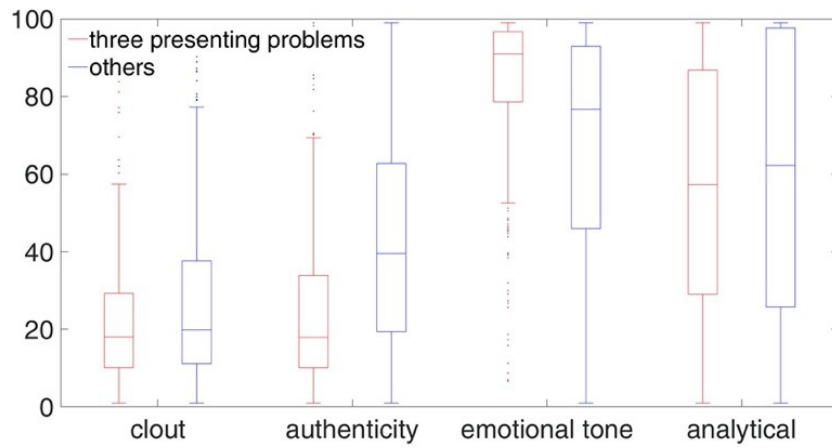 100
80
60
40
20
0
three presenting problems
others
clout authenticity emotional tone analytical